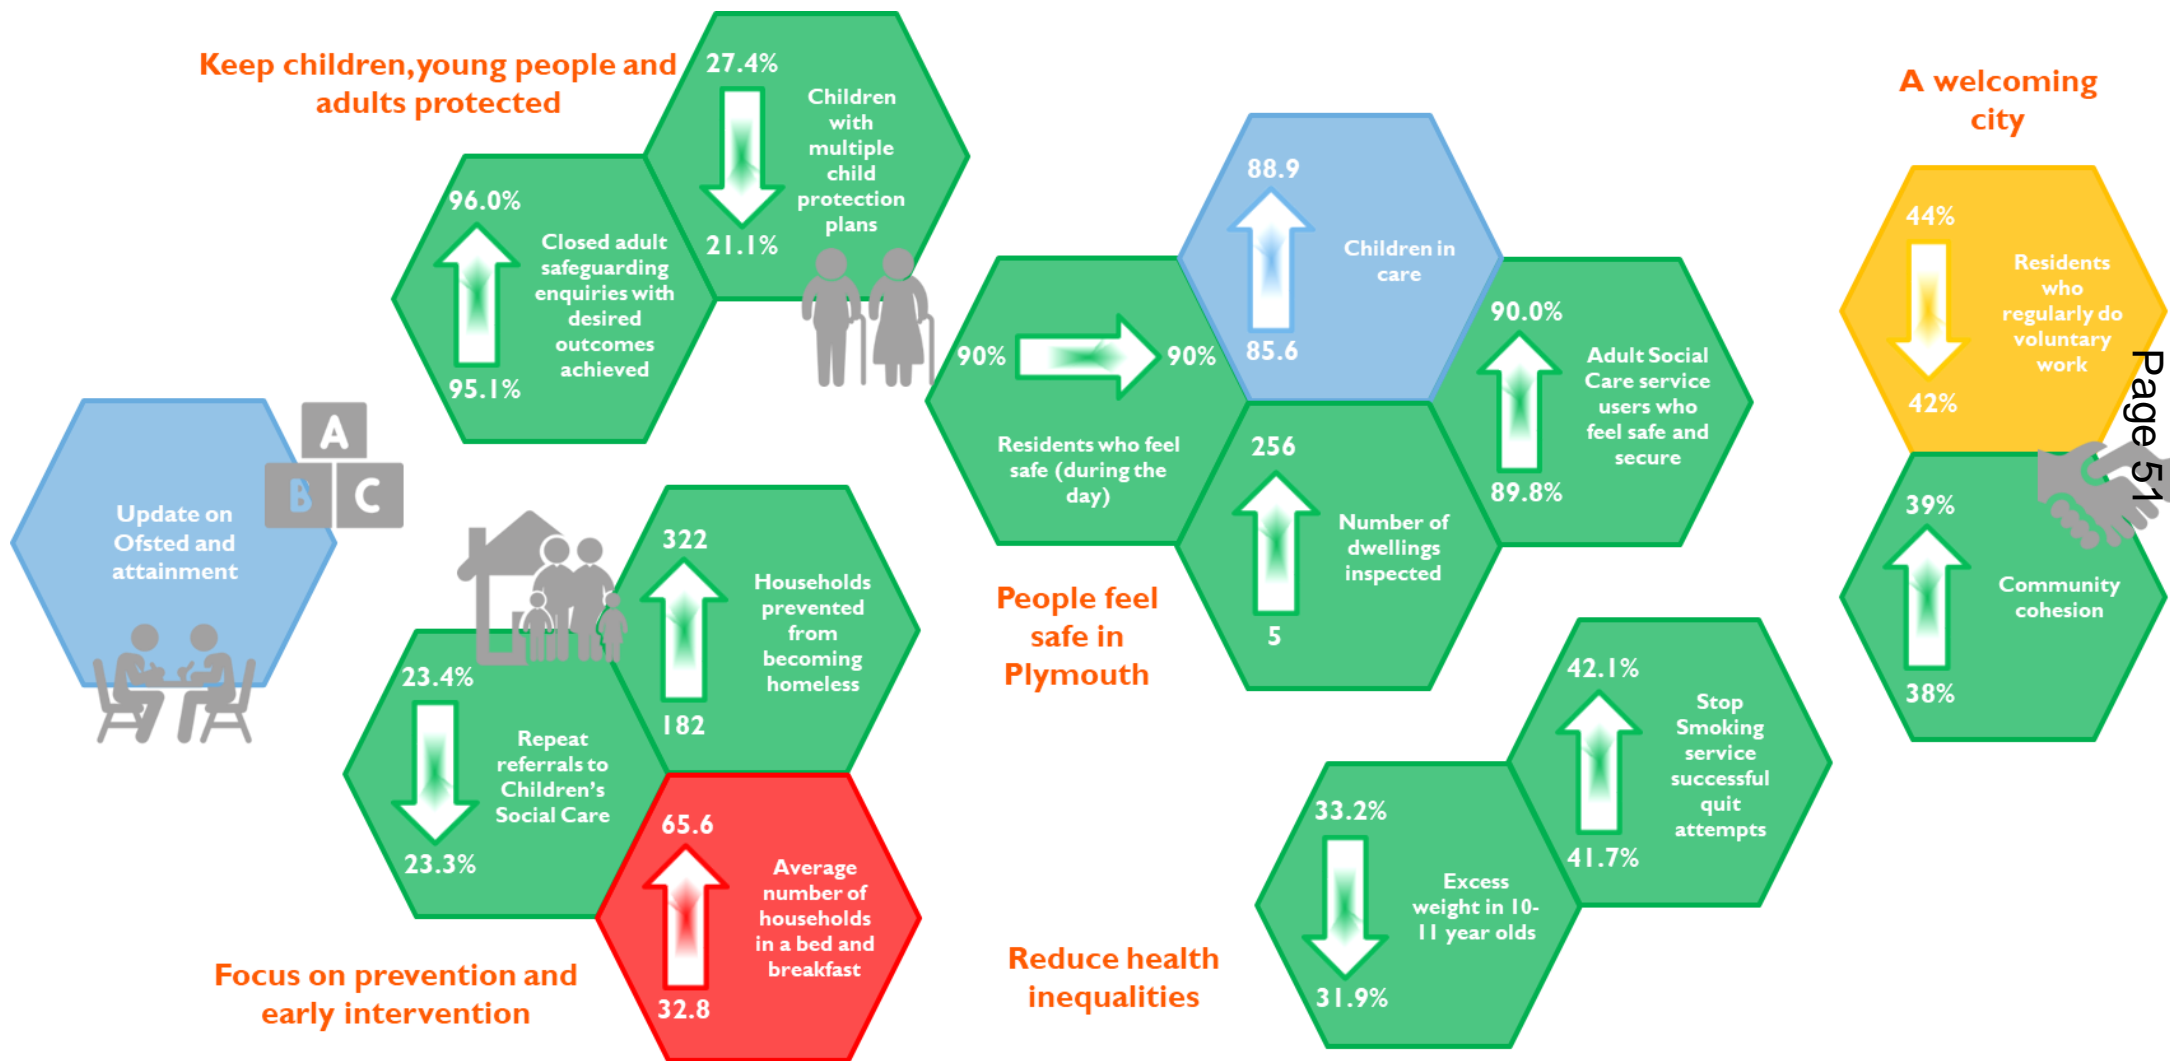 Keep children, young people and
adults protected
27.4%
Children
with
multiple
child
protection
plans
21.1%
96.0%
Closed adult
safeguarding
enquiries with
desired
outcomes
achieved
95.1%
A
B C
Update on
Ofsted and
attainment
322
Households
prevented
from
becoming
homeless
182
23.4%
Repeat
referrals to
Children's
Social Care
23.3%
65.6
Average
number of
households
in a bed and
breakfast
32.8
Focus on prevention and
early intervention
88.9
Children in
care
85.6
90% 90%
Residents who feel
safe (during the
day)
90.0%
Adult Social
Care service
users who
feel safe and
secure
89.8%
256
Number of
dwellings
inspected
5
People feel
safe in
Plymouth
42.1%
Stop
Smoking
service
successful
quit
attempts
41.7%
33.2%
Excess
weight in 10-
11 year olds
31.9%
Reduce health
inequalities
A welcoming
city
44%
Residents
who
regularly do
voluntary
work
42%
39%
Community
cohesion
38%
Page 51